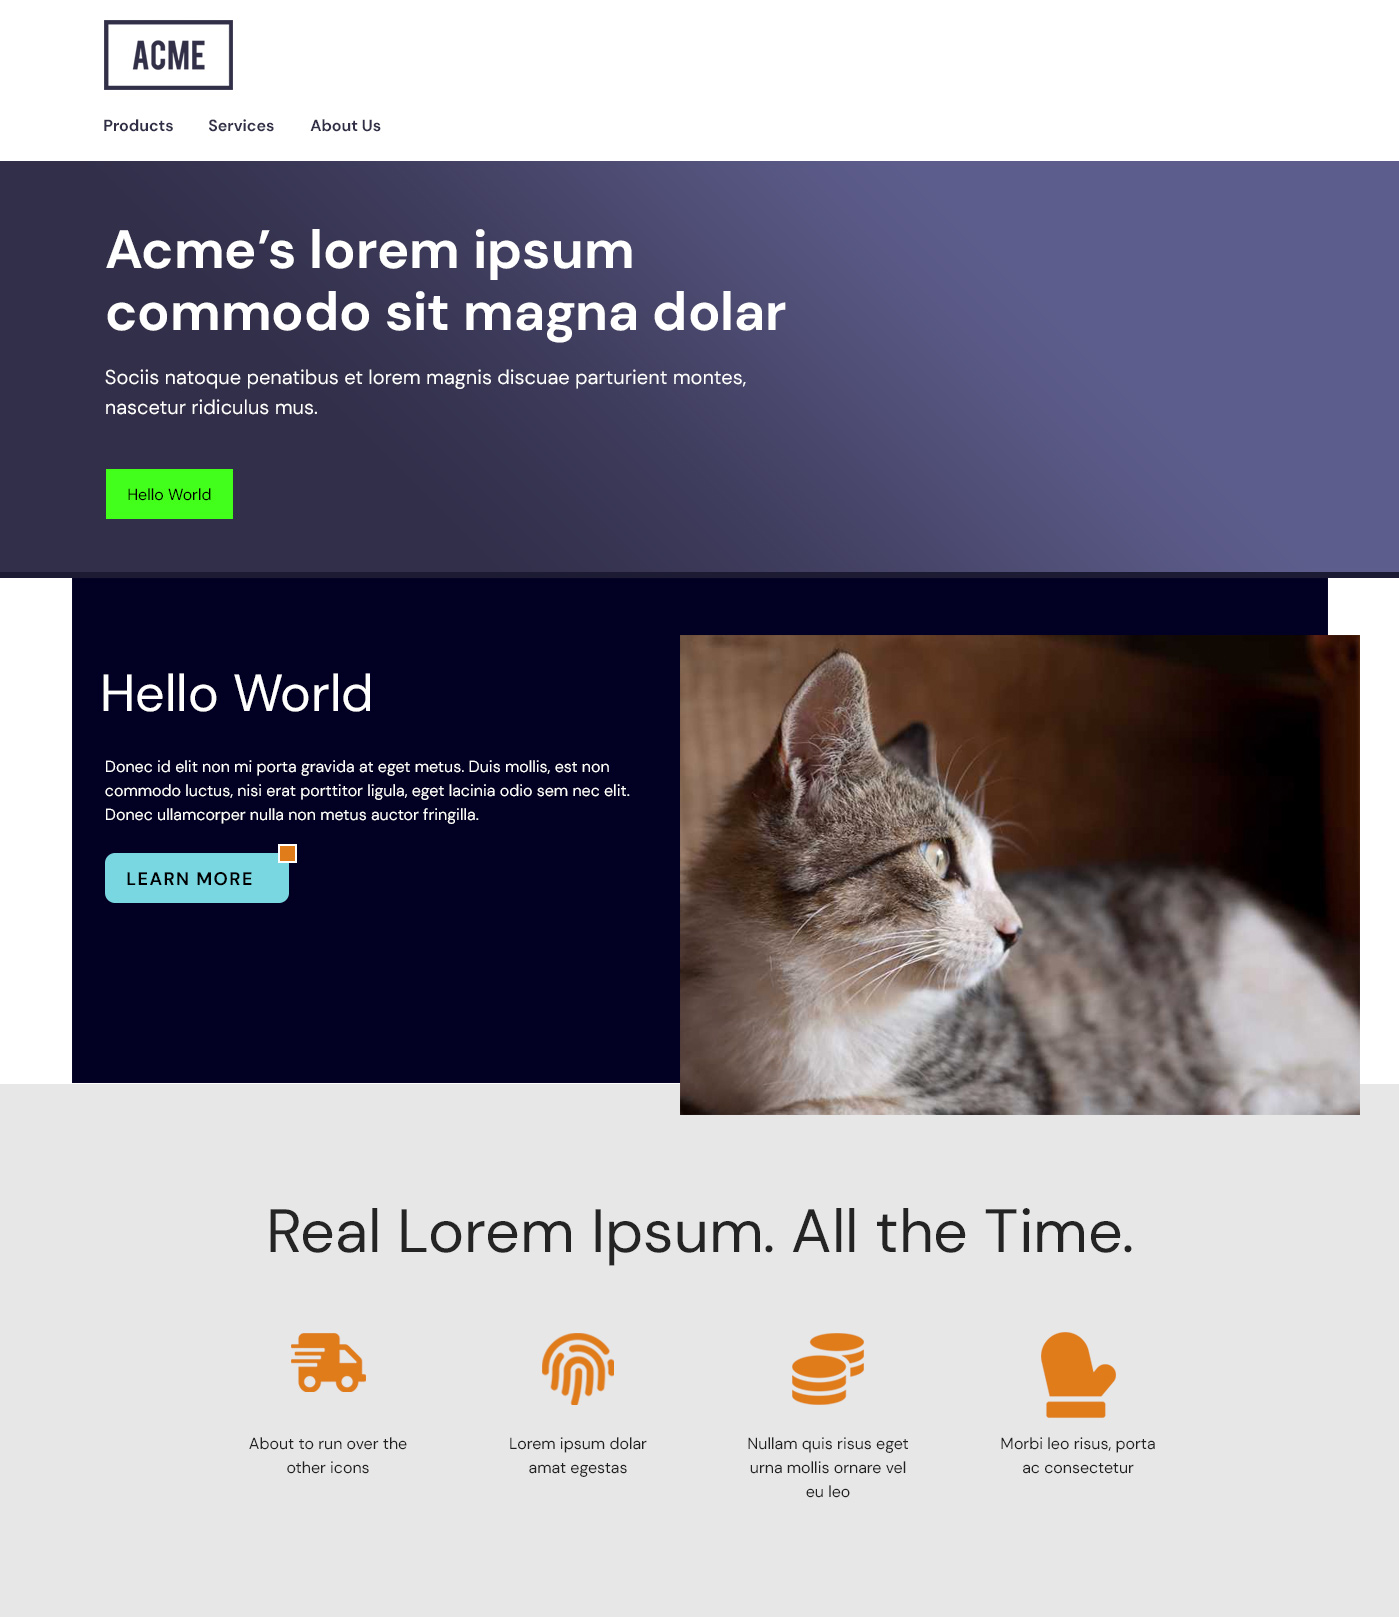 ACME
Products Services About Us
Acme’s lorem ipsum
commodo sit magna dolar
Sociis natoque penatibus et lorem magnis discuae parturient montes,
nascetur ridiculus mus.
Hello World
Hello World
Donec id elit non mi porta gravida at eget metus. Duis mollis, est non
commodo luctus, nisi erat porttitor ligula, eget lacinia odio sem nec elit.
Donec ullamcorper nulla non metus auctor fringilla.
LEARN MORE
Real Lorem Ipsum. All the Time.
About to run over the
other icons
Lorem ipsum dolar
amat egestas
Nullam quis risus eget
urna mollis ornare vel
eu leo
Morbi leo risus, porta
ac consectetur